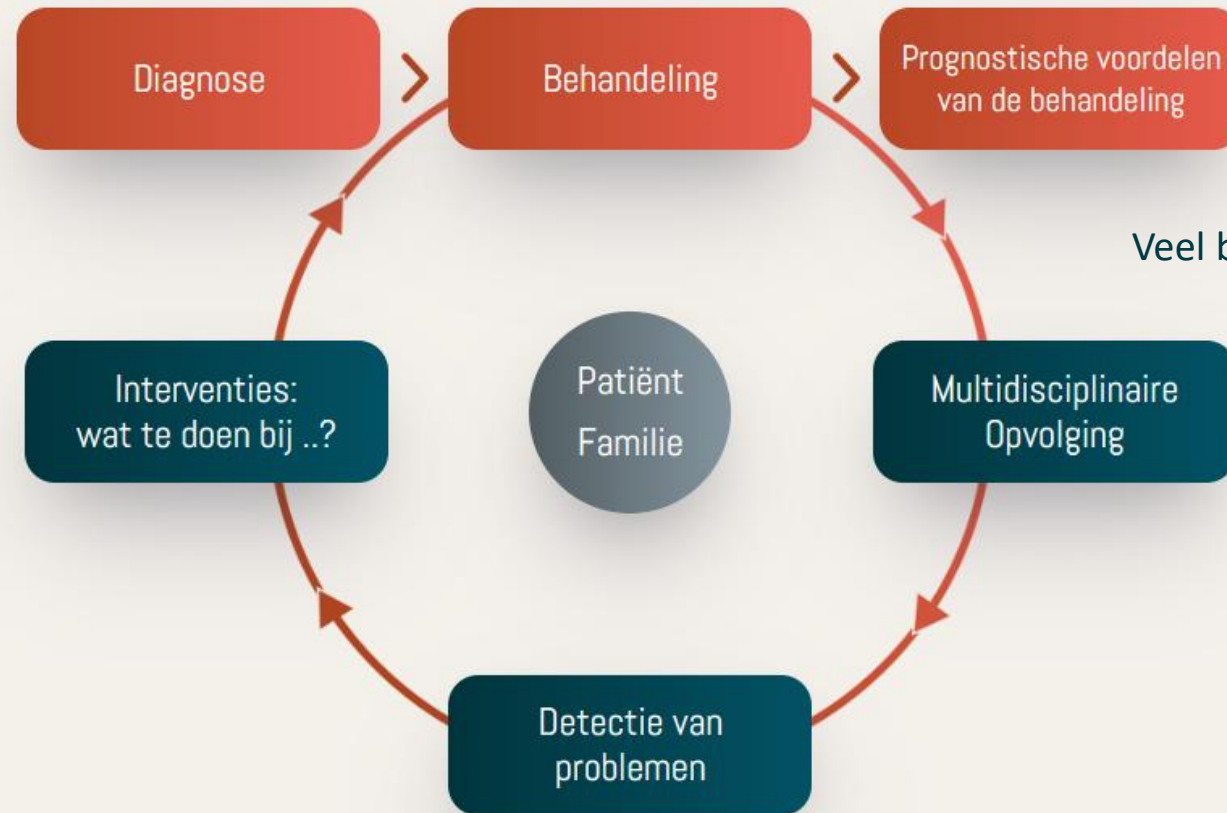 Diagnose
Behandeling
Prognostische voordelen
van de behandeling
Veel b
Interventies:
wat te doen bij ..?
Patiënt
Familie
Multidisciplinaire
Opvolging
Detectie van
problemen